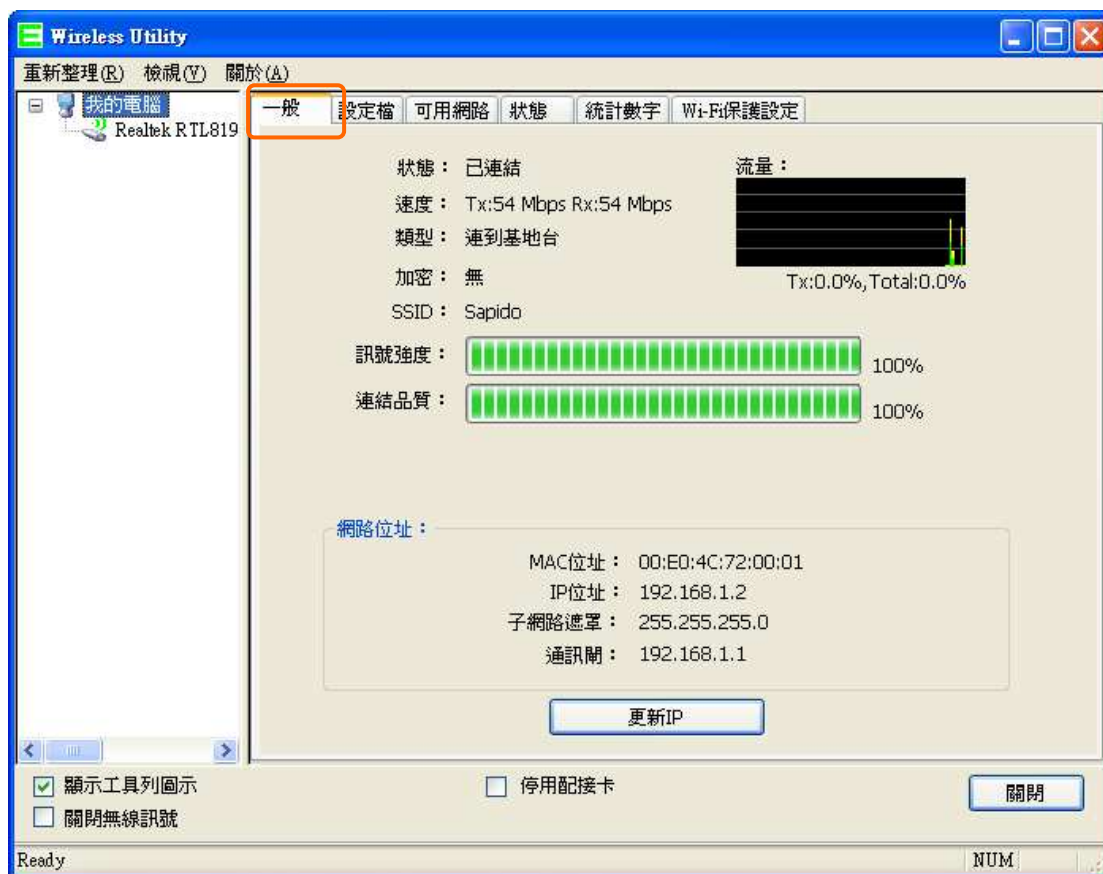 Wireless Utility
重新整理(R) 檢視(V) 關於(A)
我的電腦
Realtek RTL819
一般 設定檔 可用網路 狀態 統計數字 Wi-Fi保護設定
狀態： 已連結
流量：
速度： Tx:54 Mbps Rx:54 Mbps
類型： 連到基地台
加密： 無
Tx:0.0%,Total:0.0%
SSID： Sapido
訊號強度： 100%
連結品質： 100%
網路位址：
MAC位址： 00:E0:4C:72:00:01
IP位址： 192.168.1.2
子網路遮罩： 255.255.255.0
通訊閘： 192.168.1.1
更新IP
顯示工具列圖示
停用配接卡
關閉
關閉無線訊號
Ready
NUM